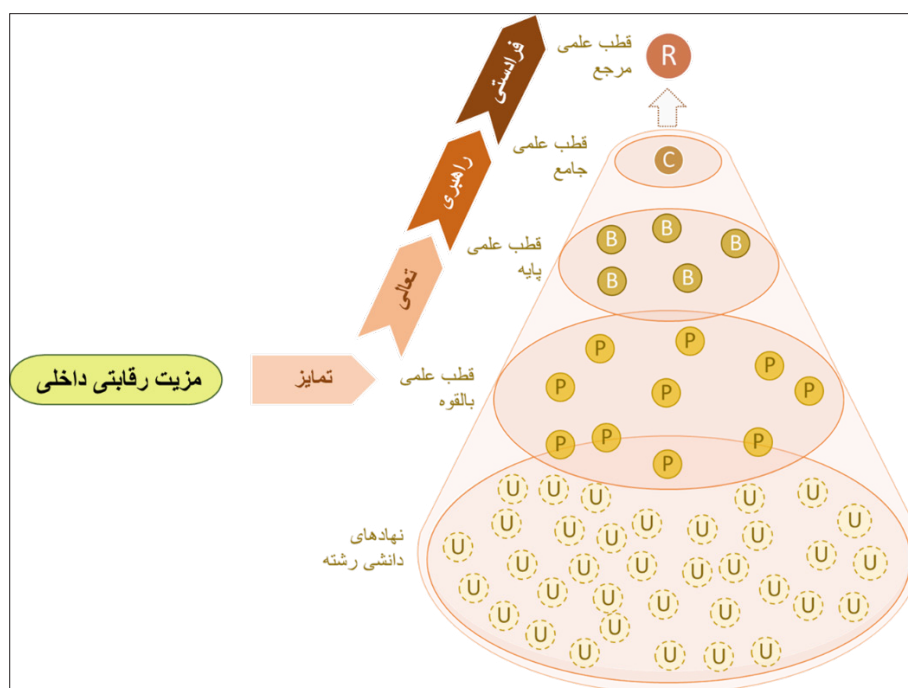 فرادستی
قطب علمی
مرجع
R
راهبری
قطب علمی
جامع
C
تعالی
قطب علمی
پایه
B B B
B B
مزیت رقابتی داخلی
تمایز
قطب علمی
بالقوه
P P P
P P P
P P P
P
نهادهای
دانشی رشته
U U U U U
U U U U U U U
U U U U U U U U
U U U U U U U U
U U U U U U U